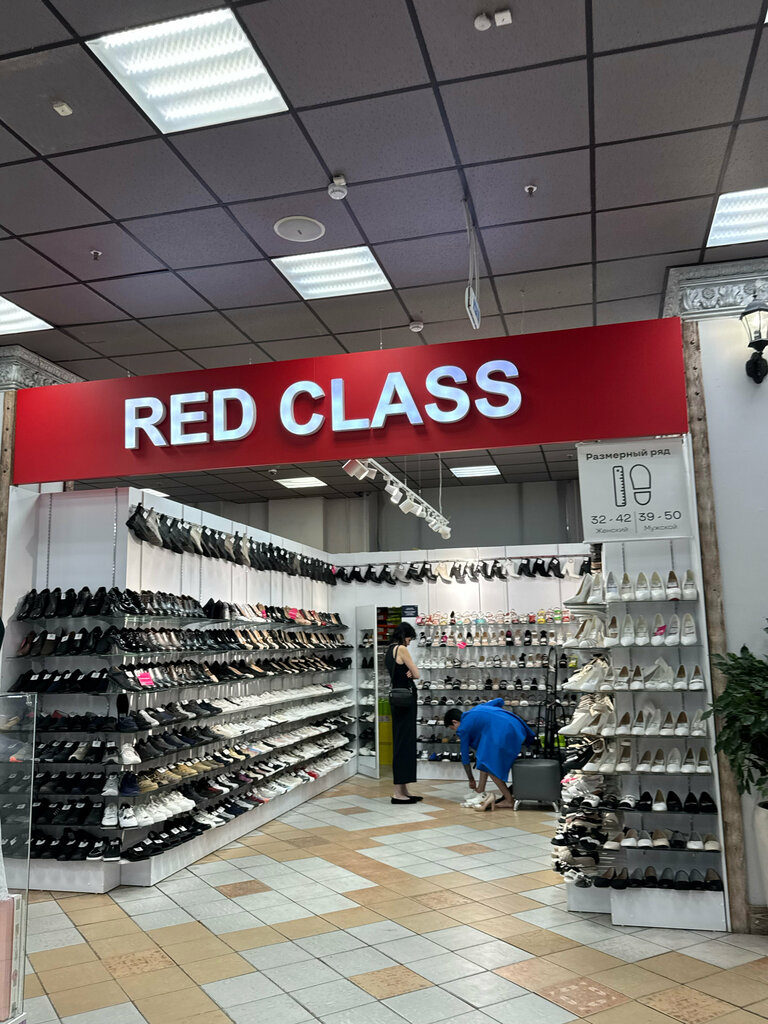 RED CLASS
Размерный ряд
32 - 42 39 - 50
Женский Мужской